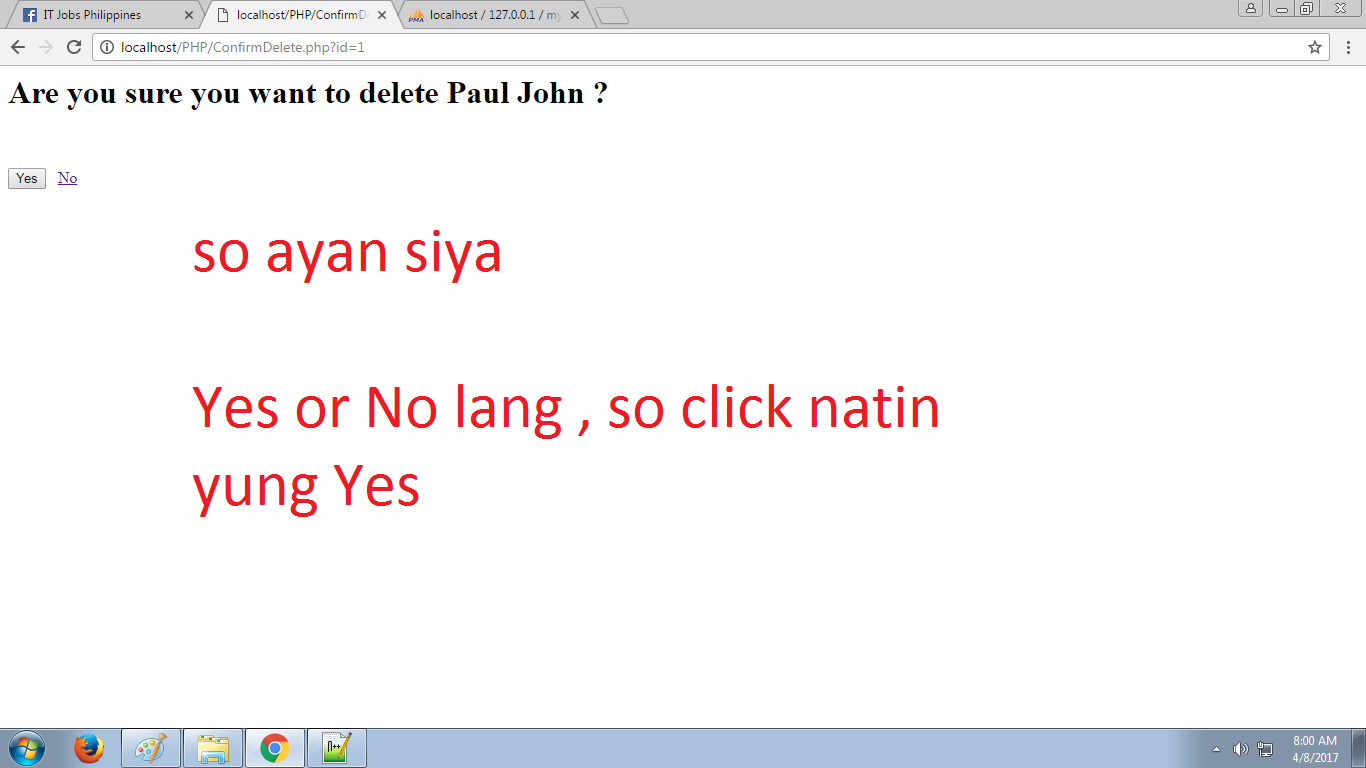 IT Jobs Philippines
localhost/PHP/ConfirmD
localhost / 127.0.0.1 / my
localhost/PHP/ConfirmDelete.php?id=1
Are you sure you want to delete Paul John ?
Yes No
so ayan siya
Yes or No lang , so click natin
yung Yes
8:00 AM
4/8/2017